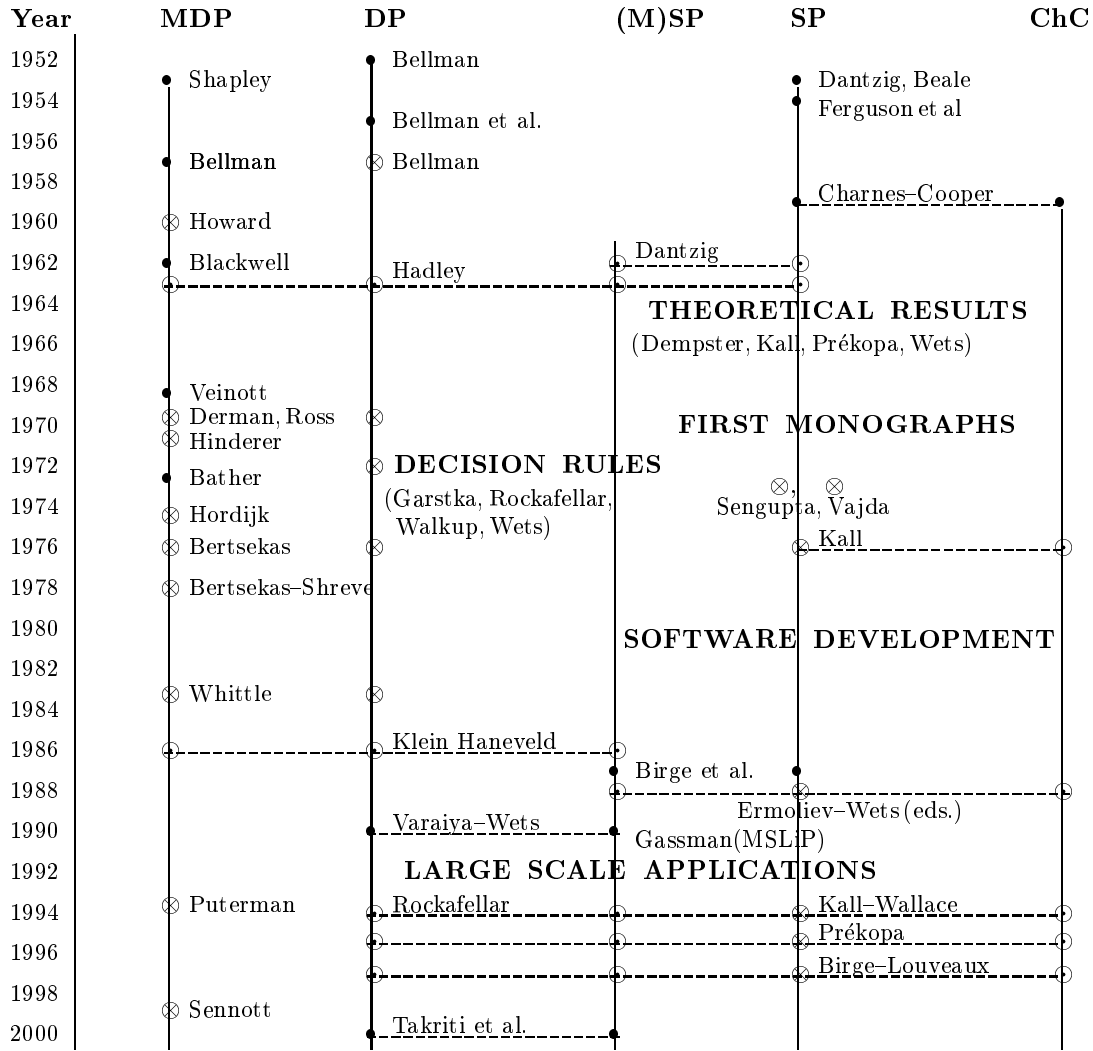 Year MDP DP (M)SP SP ChC
1952 Bellman
Shapley Dantzig, Beale
1954 Ferguson et al
Bellman et al.
1956
Bellman Bellman
1958
Charnes–Cooper
1960 Howard
Dantzig
1962 Blackwell
Hadley
1964 THEORETICAL RESULTS
1966 (Dempster, Kall, Prékopa, Wets)
1968 Veinott
Derman, Ross
1970 FIRST MONOGRAPHS
Hinderer
1972 DECISION RULES
Bather
(Garstka, Rockafellar,
1974 Sengupta, Vajda
Hordijk
Walkup, Wets)
Kall
1976 Bertsekas
1978 Bertsekas–Shreve
1980 SOFTWARE DEVELOPMENT
1982
Whittle
1984
Klein Haneveld
1986
Birge et al.
1988
Ermoliev–Wets (eds.)
Varaiya–Wets
1990 Gassman(MSLiP)
1992 LARGE SCALE APPLICATIONS
Puterman Rockafellar Kall–Wallace
1994
Prékopa
1996
Birge–Louveaux
1998
Sennott
Takriti et al.
2000